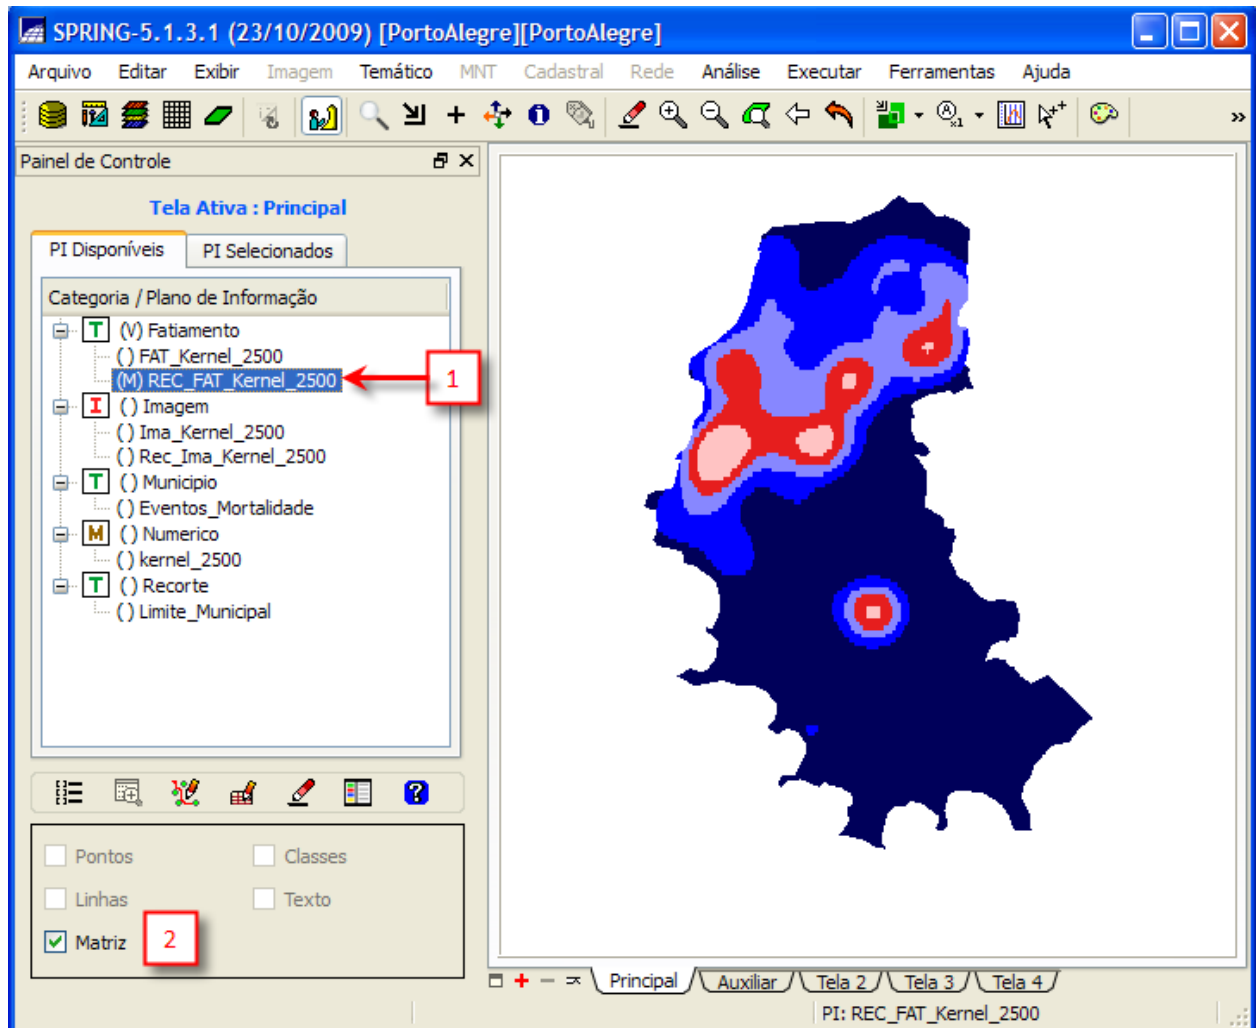 SPRING-5.1.3.1 (23/10/2009) [PortoAlegre][PortoAlegre]
Arquivo Editar Exibir Imagem Temático MNT Cadastral Rede Análise Executar Ferramentas Ajuda
Painel de Controle
Tela Ativa : Principal
PI Disponíveis PI Selecionados
Categoria / Plano de Informação
T (V) Fatiamento
() FAT_Kernel_2500
(M) REC_FAT_Kernel_2500
1
I () Imagem
() Ima_Kernel_2500
() Rec_Ima_Kernel_2500
T () Municipio
() Eventos_Mortalidade
M () Numerico
() kernel_2500
T () Recorte
() Limite_Municipal
Pontos Classes
Linhas Texto
Matriz 2
Principal Auxiliar Tela 2 Tela 3 Tela 4
PI: REC_FAT_Kernel_2500